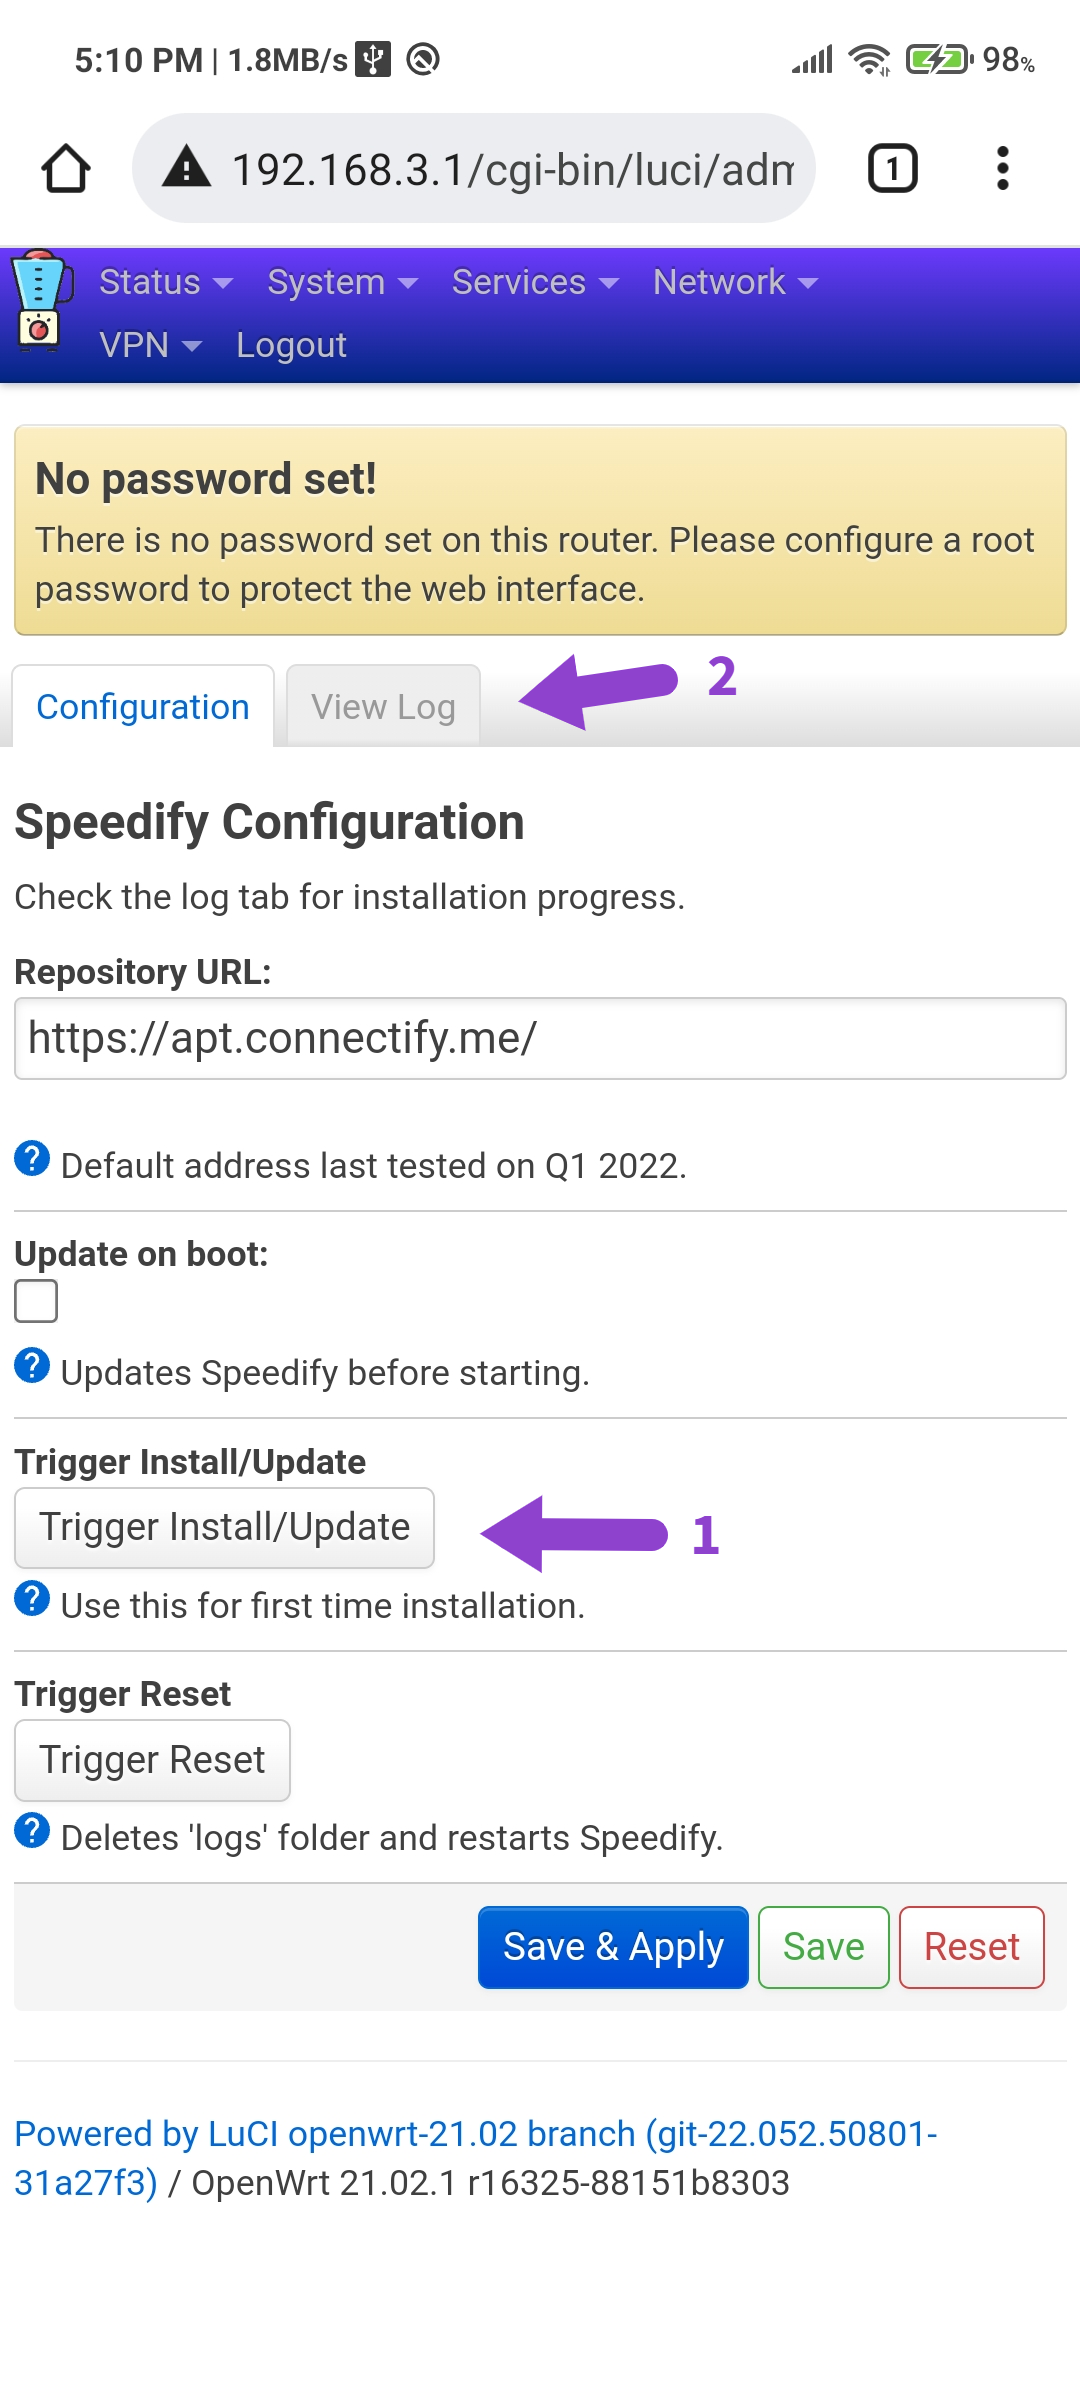 5:10 PM | 1.8MB/s 98%
192.168.3.1/cgi-bin/luci/adm
1
Status System Services Network
VPN Logout
No password set!
There is no password set on this router. Please configure a root
password to protect the web interface.
Configuration View Log 2
Speedify Configuration
Check the log tab for installation progress.
Repository URL:
https://apt.connectify.me/
? Default address last tested on Q1 2022.
Update on boot:
? Updates Speedify before starting.
Trigger Install/Update
Trigger Install/Update 1
? Use this for first time installation.
Trigger Reset
Trigger Reset
? Deletes 'logs' folder and restarts Speedify.
Save & Apply Save Reset
Powered by LuCI openwrt-21.02 branch (git-22.052.50801-
31a27f3) / OpenWrt 21.02.1 r16325-88151b8303